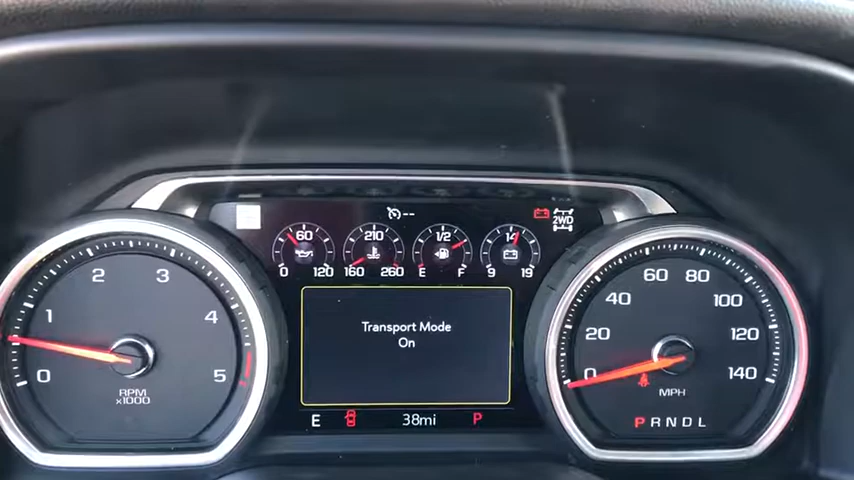 --
2WD
60
0 120
210
160 260
1/2
E F
14
9 19
0 1 2 3 4 5
RPM
x1000
Transport Mode
On
E 38mi P
0 20 40 60 80 100 120 140
MPH
PRNDL